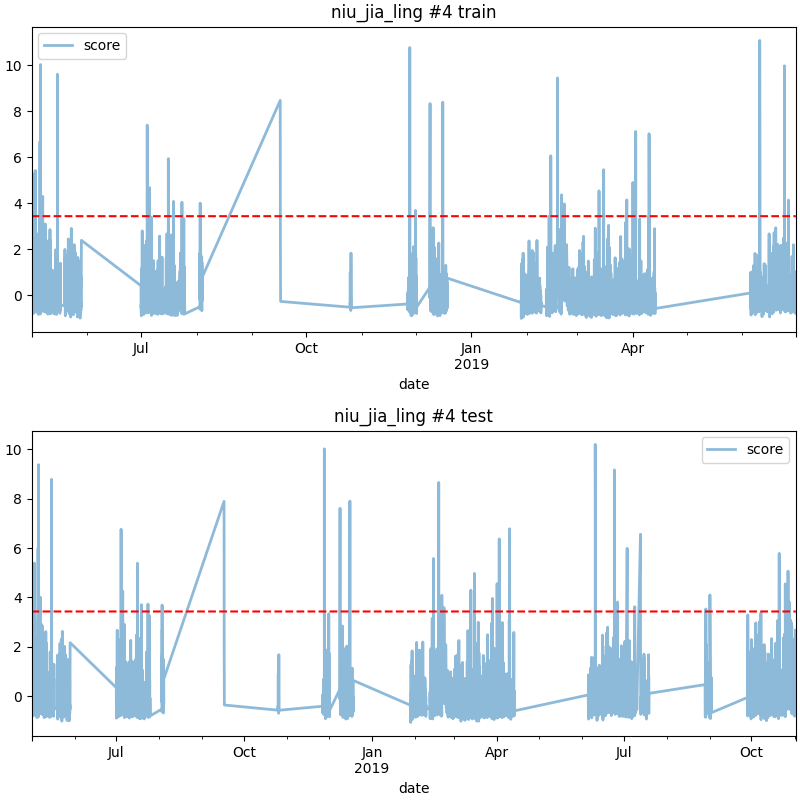 niu_jia_ling #4 train
score
10
8
6
4
2
0
Jul
Oct
Jan
2019
Apr
date
niu_jia_ling #4 test
score
10
8
6
4
2
0
Jul
Oct
Jan
2019
Apr
Jul
Oct
date